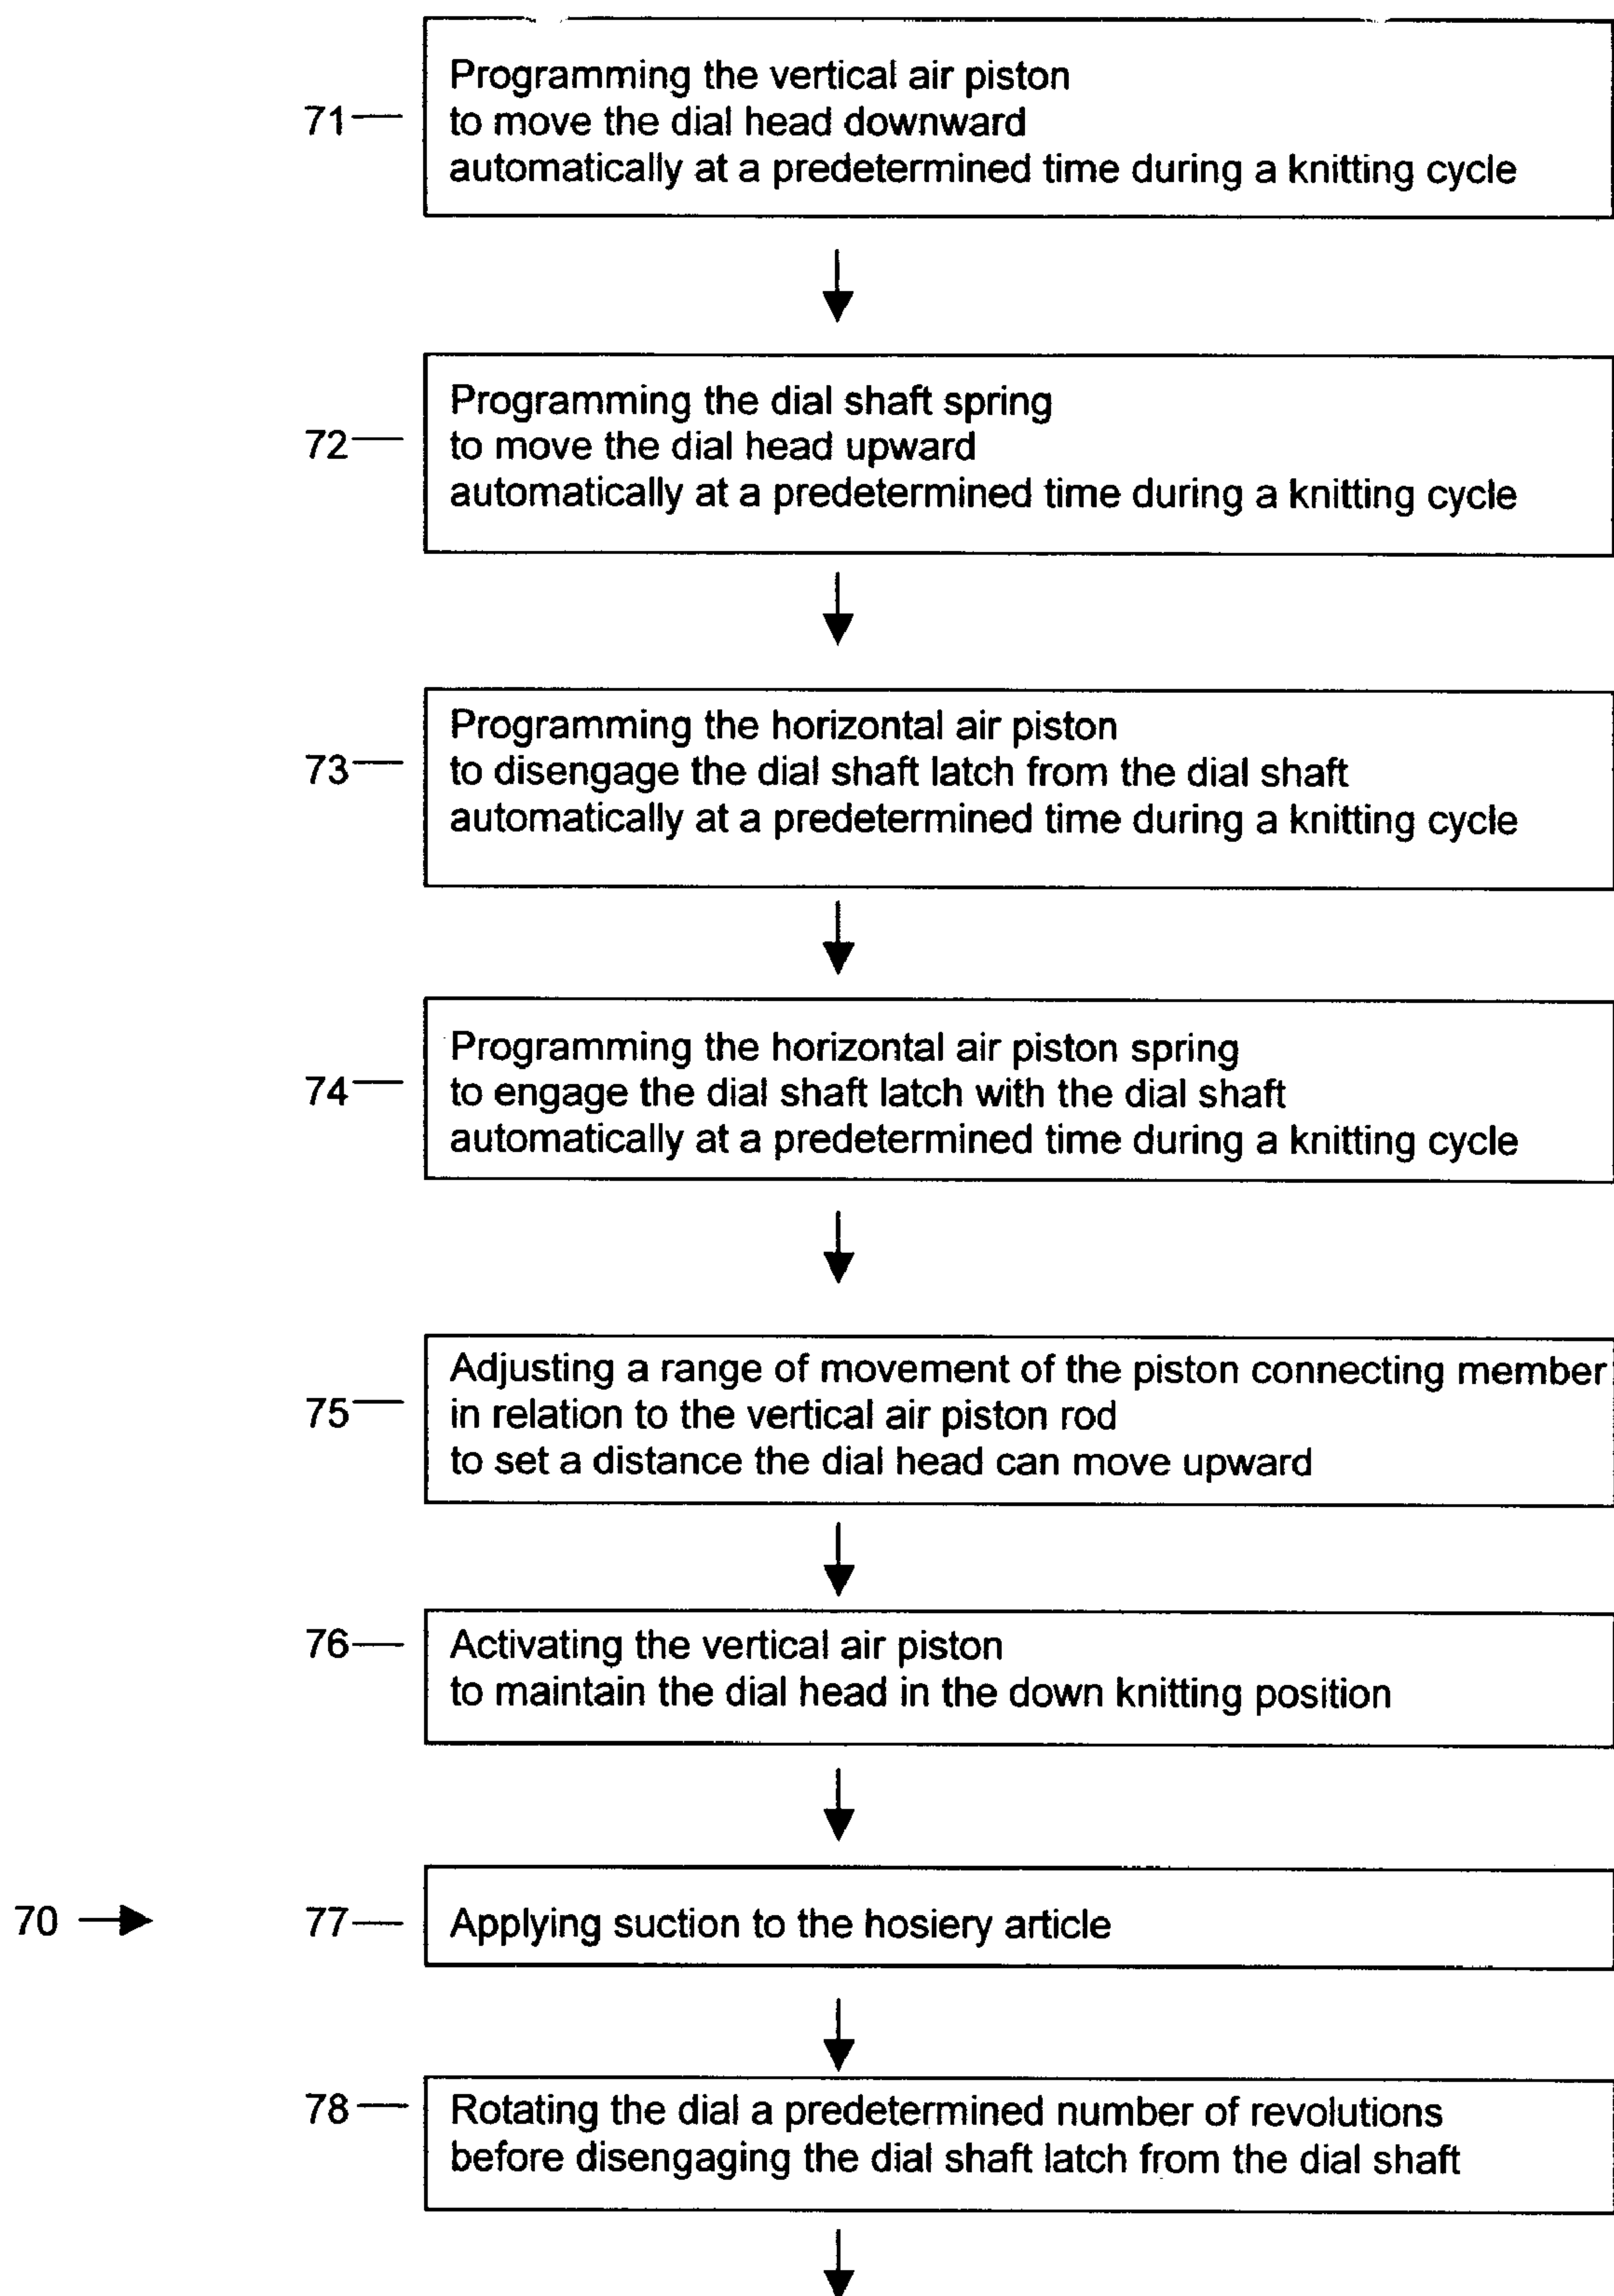 71
Programming the vertical air piston
to move the dial head downward
automatically at a predetermined time during a knitting cycle
72
Programming the dial shaft spring
to move the dial head upward
automatically at a predetermined time during a knitting cycle
73
Programming the horizontal air piston
to disengage the dial shaft latch from the dial shaft
automatically at a predetermined time during a knitting cycle
74
Programming the horizontal air piston spring
to engage the dial shaft latch with the dial shaft
automatically at a predetermined time during a knitting cycle
75
Adjusting a range of movement of the piston connecting member
in relation to the vertical air piston rod
to set a distance the dial head can move upward
76
Activating the vertical air piston
to maintain the dial head in the down knitting position
70
77
Applying suction to the hosiery article
78
Rotating the dial a predetermined number of revolutions
before disengaging the dial shaft latch from the dial shaft